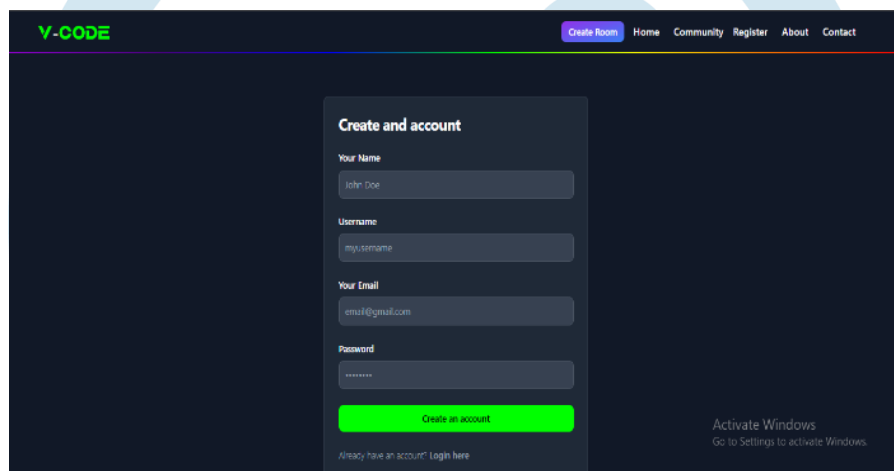 V-CODE
Create Room Home Community Register About Contact
Create and account
Your Name
John Doe
Username
myusername
Your Email
email@gmail.com
Password
••••••••
Create an account
Already have an account? Login here
Activate Windows
Go to Settings to activate Windows.